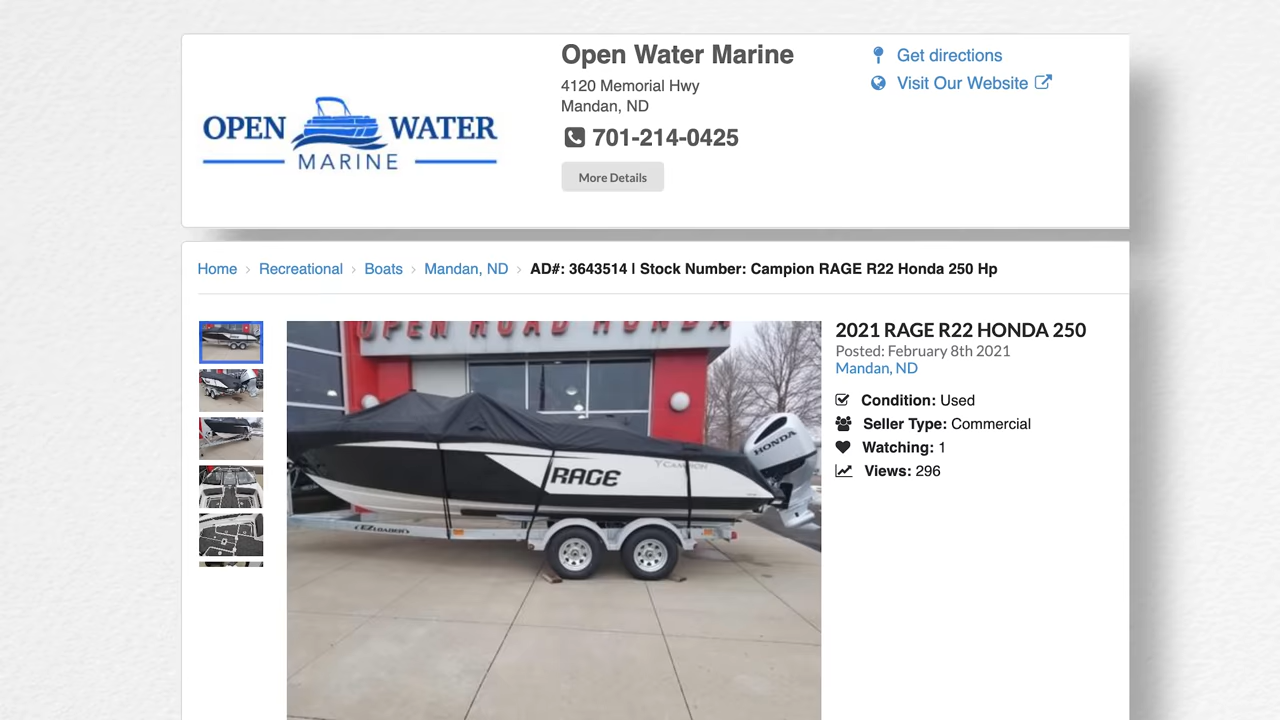 Open Water Marine
4120 Memorial Hwy
Mandan, ND
701-214-0425
More Details
Get directions
Visit Our Website
OPEN WATER
MARINE
Home › Recreational › Boats › Mandan, ND › AD#: 3643514 | Stock Number: Campion RAGE R22 Honda 250 Hp
OPEN ROAD HONDA
HONDA
CAMPION
RAGE
EZ LOADER
2021 RAGE R22 HONDA 250
Posted: February 8th 2021
Mandan, ND
Condition: Used
Seller Type: Commercial
Watching: 1
Views: 296